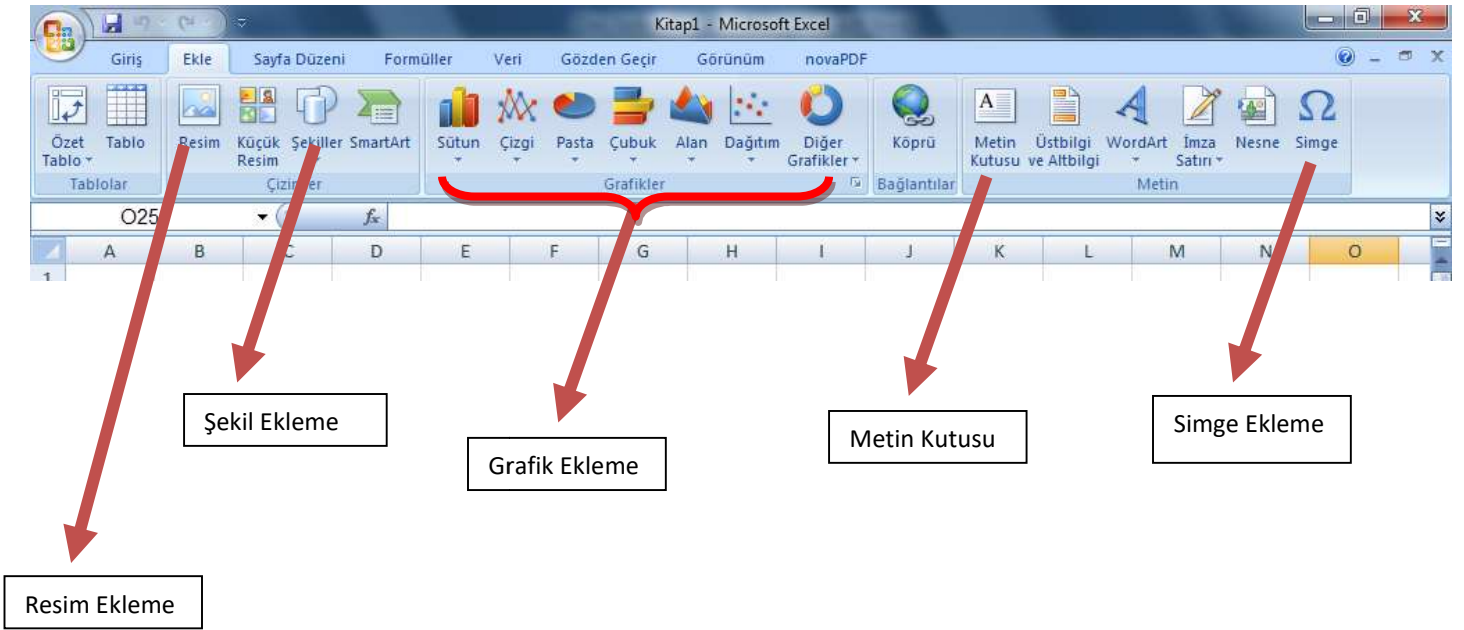 Kitap1 - Microsoft Excel
Giriş Ekle Sayfa Düzeni Formüller Veri Gözden Geçir Görünüm novaPDF
Özet Tablo
Tablo
Resim
Küçük Resim
Şekiller
SmartArt
Sütun
Çizgi
Pasta
Çubuk
Alan
Dağıtım
Diğer Grafikler
Köprü
Metin Kutusu
Üstbilgi ve Altbilgi
WordArt
İmza Satırı
Nesne
Simge
Tablolar Çizimler Grafikler Bağlantılar Metin
O25 fx
A B C D E F G H I J K L M N O
1
Şekil Ekleme
Grafik Ekleme
Metin Kutusu
Simge Ekleme
Resim Ekleme